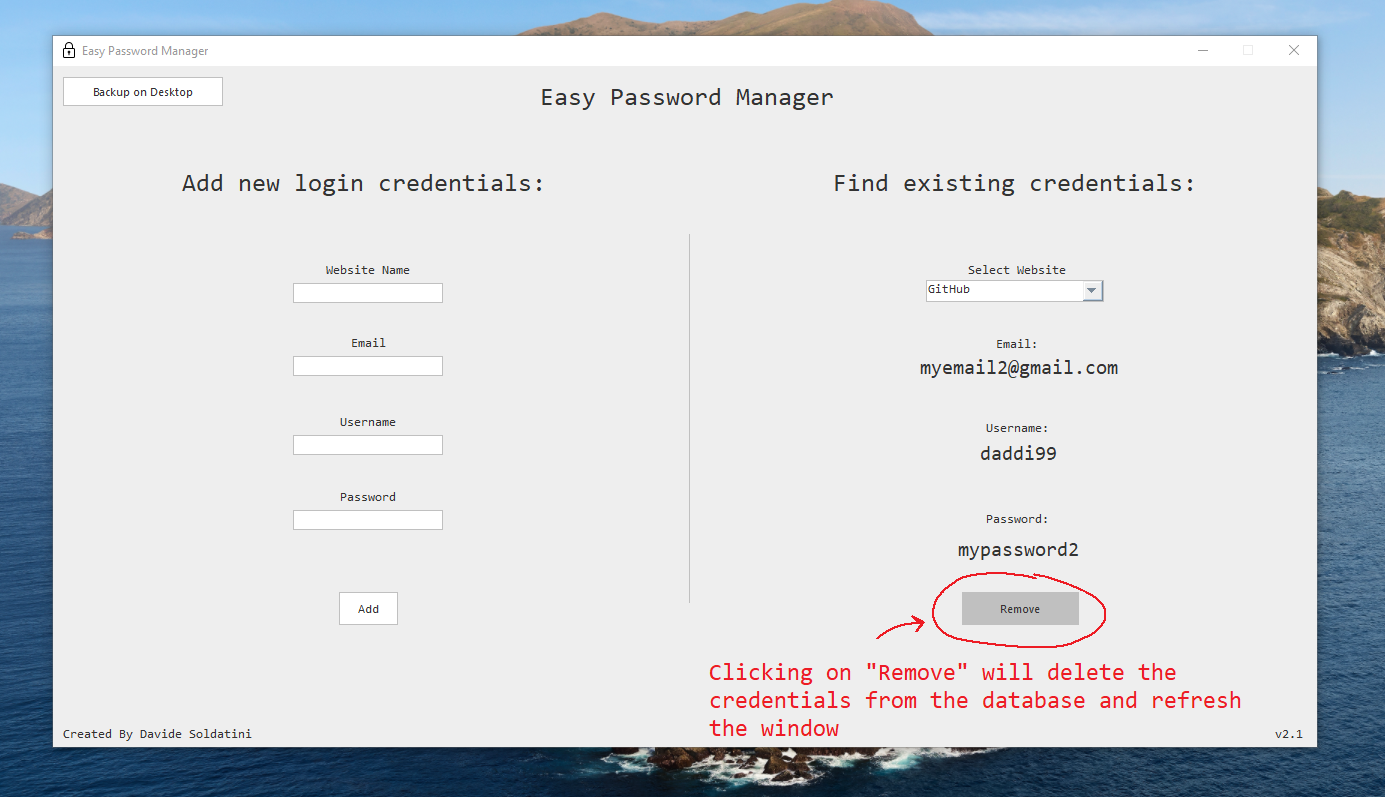 Easy Password Manager
Backup on Desktop
Easy Password Manager
Add new login credentials:
Website Name
Email
Username
Password
Add
Find existing credentials:
Select Website
GitHub
Email:
myemail2@gmail.com
Username:
daddi99
Password:
mypassword2
Remove
Clicking on "Remove" will delete the
credentials from the database and refresh
the window
Created By Davide Soldatini
v2.1